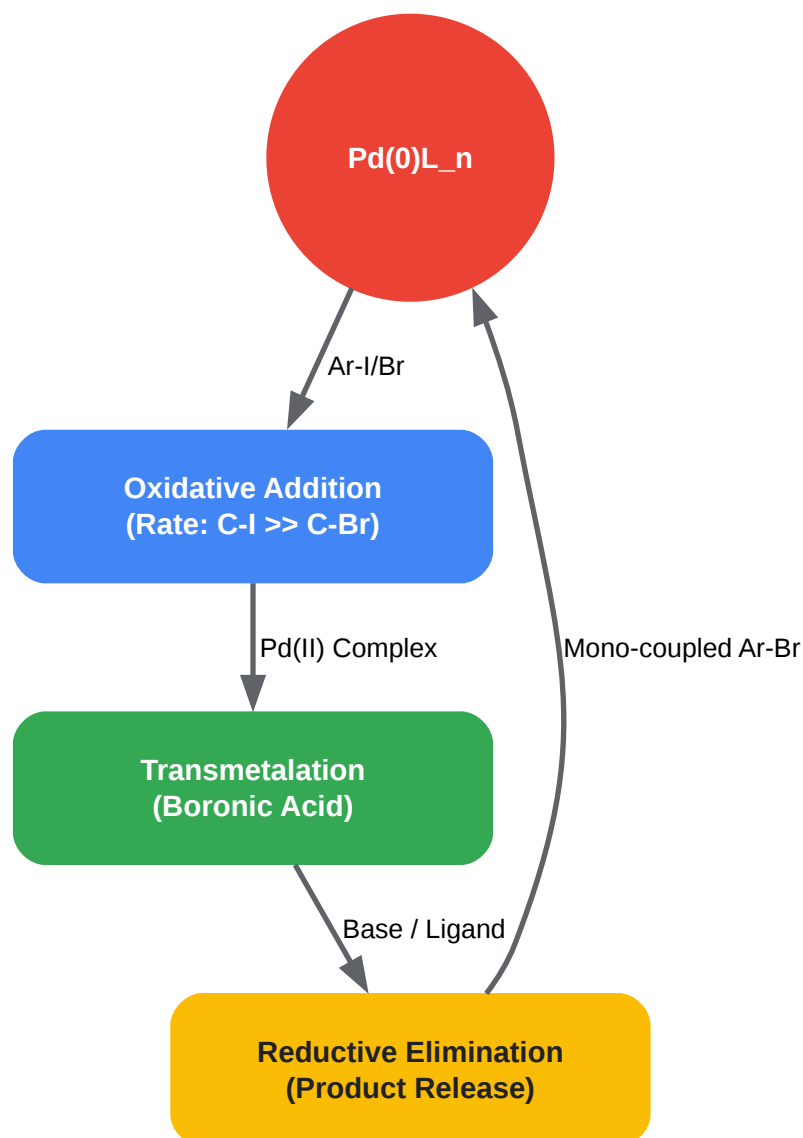 Pd(0)L_n
Ar-I/Br
Oxidative Addition
(Rate: C-I >> C-Br)
Pd(II) Complex
Mono-coupled Ar-Br
Transmetalation
(Boronic Acid)
Base / Ligand
Reductive Elimination
(Product Release)